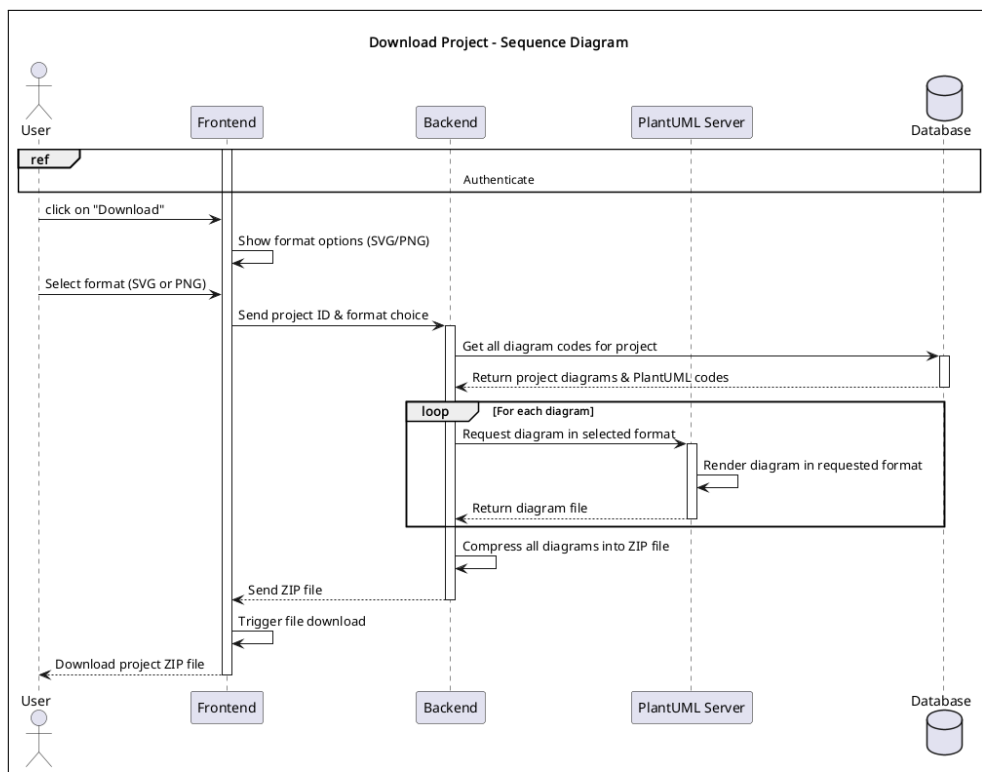 Download Project - Sequence Diagram
User
Frontend
Backend
PlantUML Server
Database
ref
Authenticate
click on "Download"
Show format options (SVG/PNG)
Select format (SVG or PNG)
Send project ID & format choice
Get all diagram codes for project
Return project diagrams & PlantUML codes
loop [For each diagram]
Request diagram in selected format
Render diagram in requested format
Return diagram file
Compress all diagrams into ZIP file
Send ZIP file
Trigger file download
Download project ZIP file
User
Frontend
Backend
PlantUML Server
Database